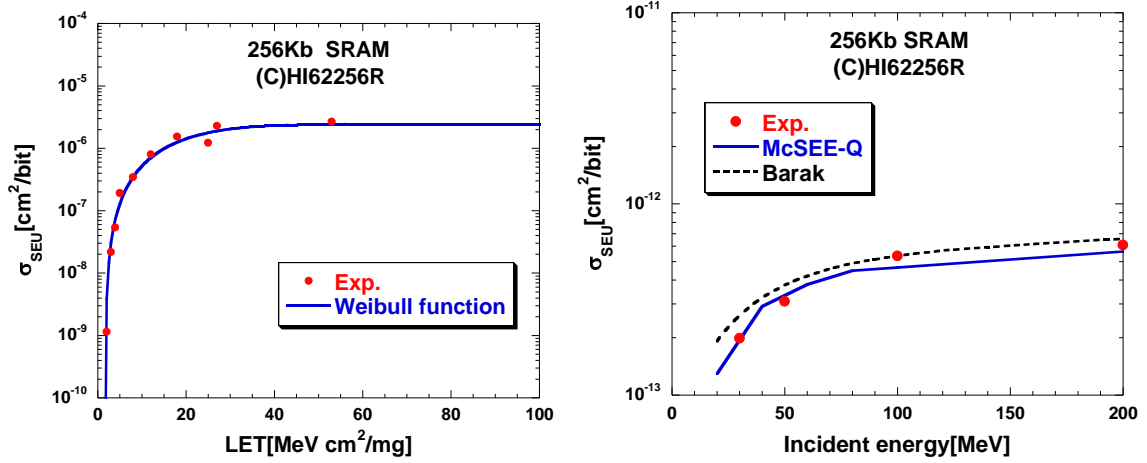 256Kb SRAM
(C)HI62256R
σSEU[cm²/bit]
10⁻⁴
10⁻⁵
10⁻⁶
10⁻⁷
10⁻⁸
10⁻⁹
10⁻¹⁰
Exp.
Weibull function
0 20 40 60 80 100
LET[MeV cm²/mg]
256Kb SRAM
(C)HI62256R
σSEU[cm²/bit]
10⁻¹¹
10⁻¹²
10⁻¹³
Exp.
McSEE-Q
Barak
0 50 100 150 200
Incident energy[MeV]